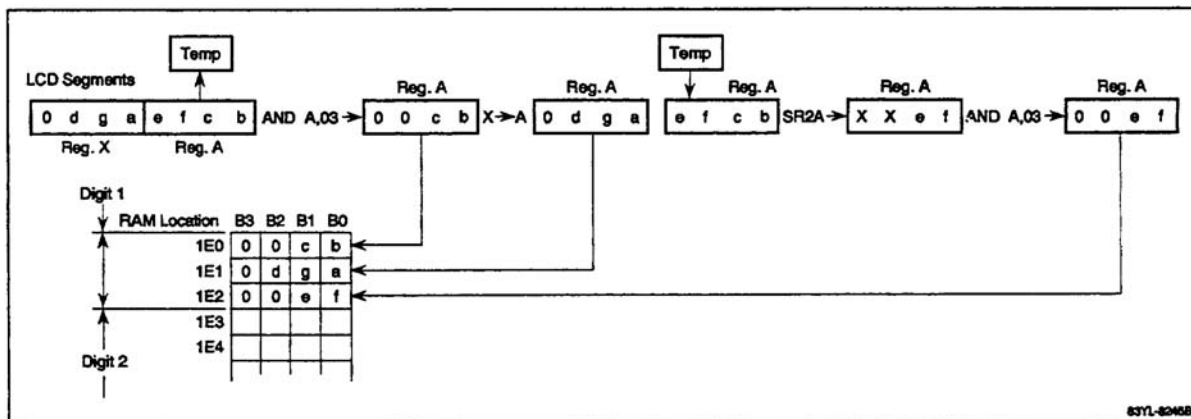 Temp Temp
LCD Segments Reg. A Reg. A Reg. A Reg. A Reg. A
0 d g a e f c b AND A,03 0 0 c b X→A 0 d g a e f c b SR2A X X e f AND A,03 0 0 e f
Reg. X Reg. A
Digit 1
RAM Location B3 B2 B1 B0
1E0 0 0 c b
1E1 0 d g a
1E2 0 0 e f
1E3
1E4
Digit 2